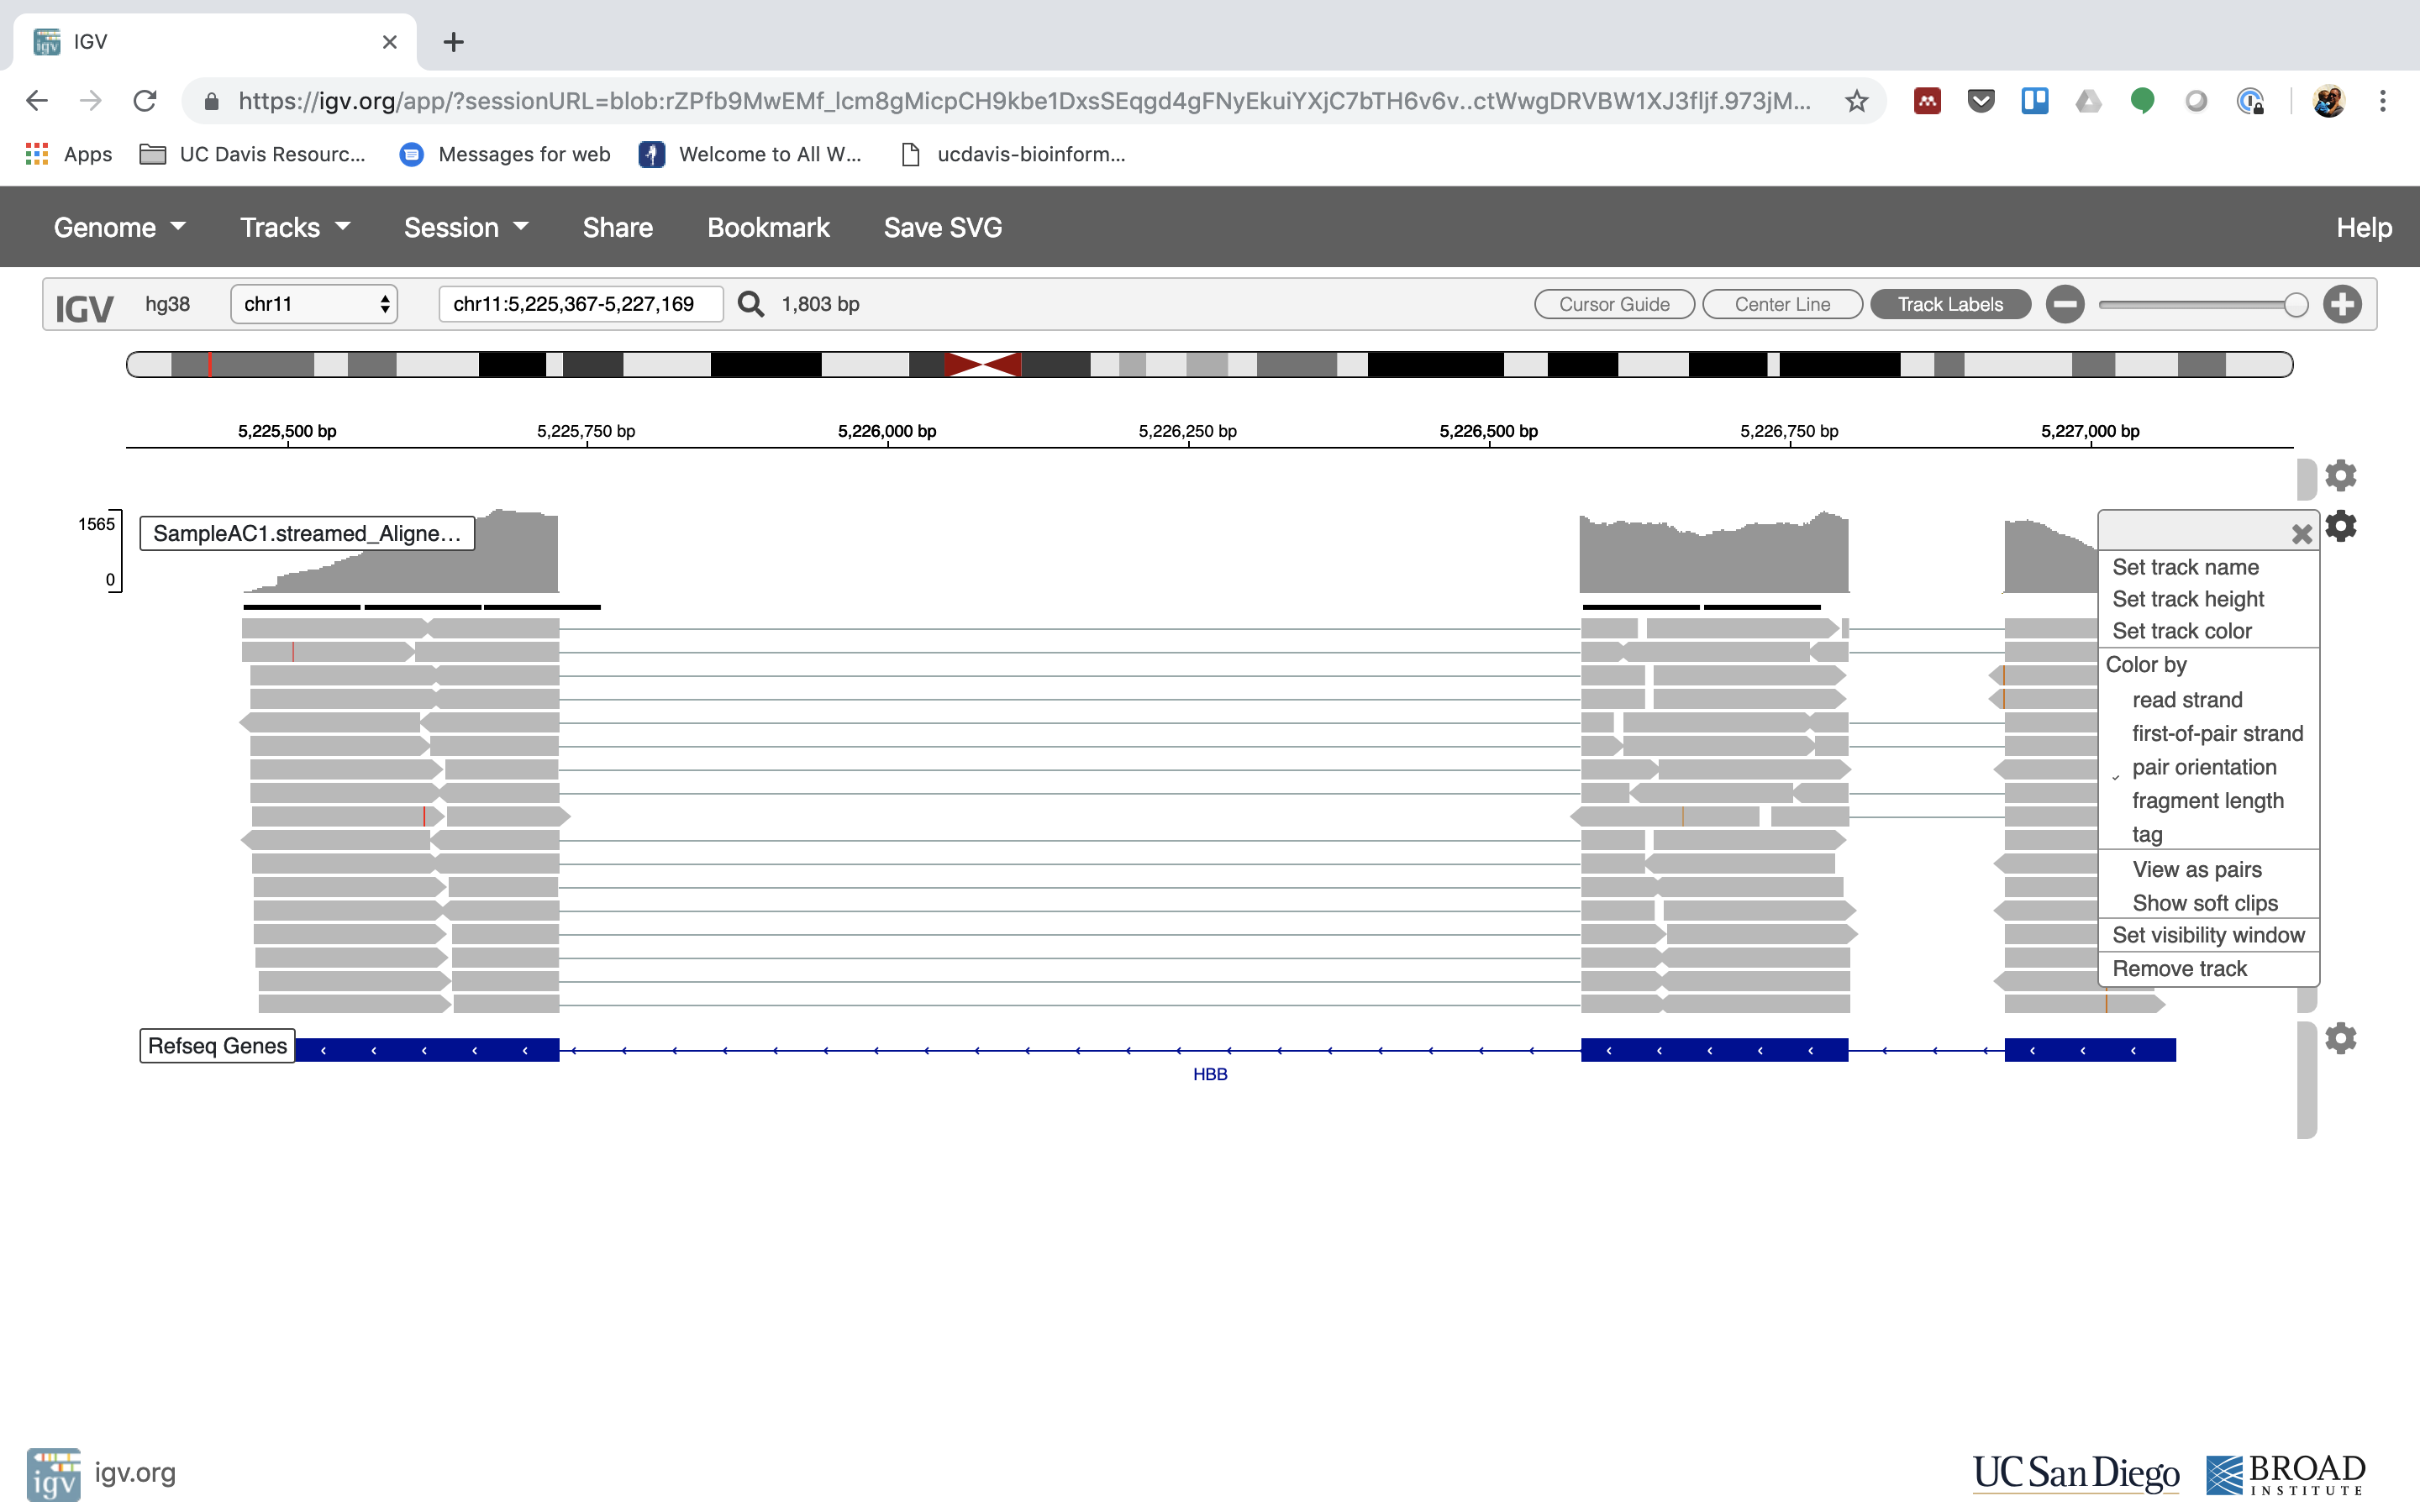 IGV
https://igv.org/app/?sessionURL=blob:rZPfb9MwEMf_lcm8gMicpCH9kbe1DxsSEqgd4gFNyEkuiYXjC7bTH6v6v..ctWwgDRVBW1XJ3fljf.973jM...
Apps UC Davis Resourc... Messages for web Welcome to All W... ucdavis-bioinform...
Genome Tracks Session Share Bookmark Save SVG Help
IGV hg38 chr11 chr11:5,225,367-5,227,169 1,803 bp Cursor Guide Center Line Track Labels
5,225,500 bp 5,225,750 bp 5,226,000 bp 5,226,250 bp 5,226,500 bp 5,226,750 bp 5,227,000 bp
1565
0
SampleAC1.streamed_Aligne...
Set track name
Set track height
Set track color
Color by
read strand
first-of-pair strand
pair orientation
fragment length
tag
View as pairs
Show soft clips
Set visibility window
Remove track
Refseq Genes
HBB
igv igv.org
UC San Diego BROAD
INSTITUTE